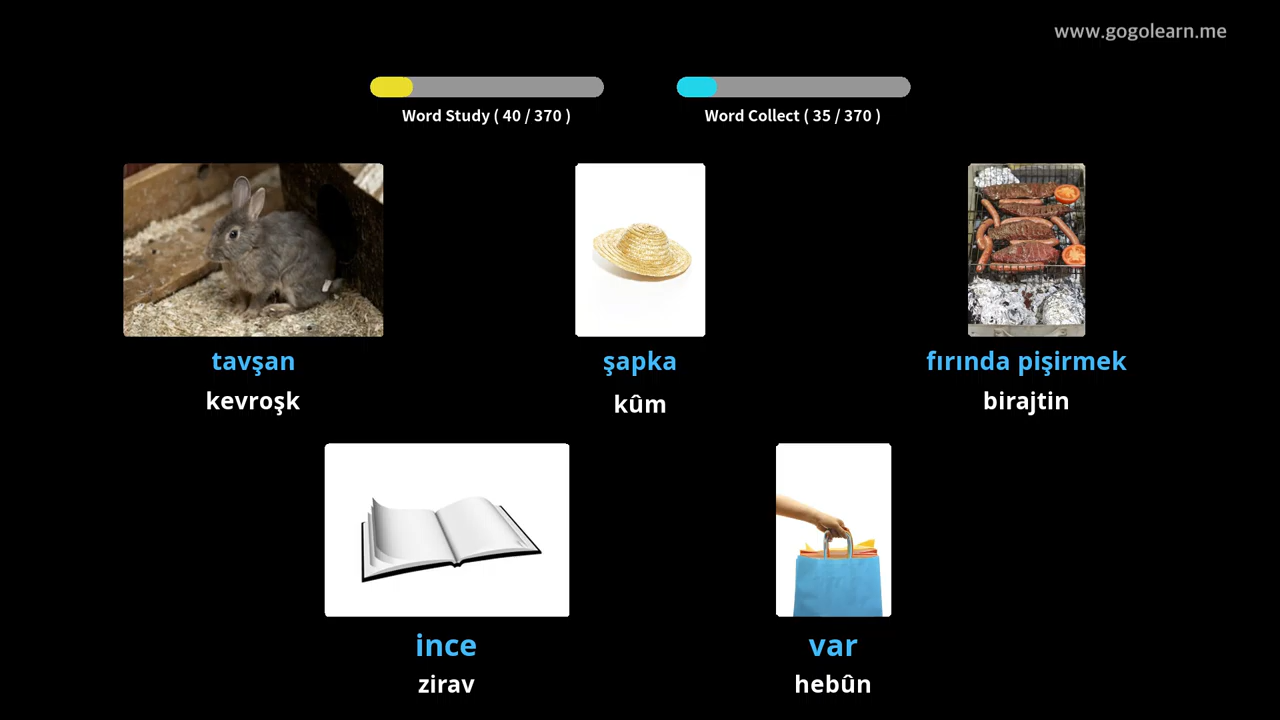 www.gogolearn.me
Word Study ( 40 / 370 )
Word Collect ( 35 / 370 )
tavşan
kevroşk
şapka
kûm
fırında pişirmek
birajtin
ince
zirav
var
hebûn